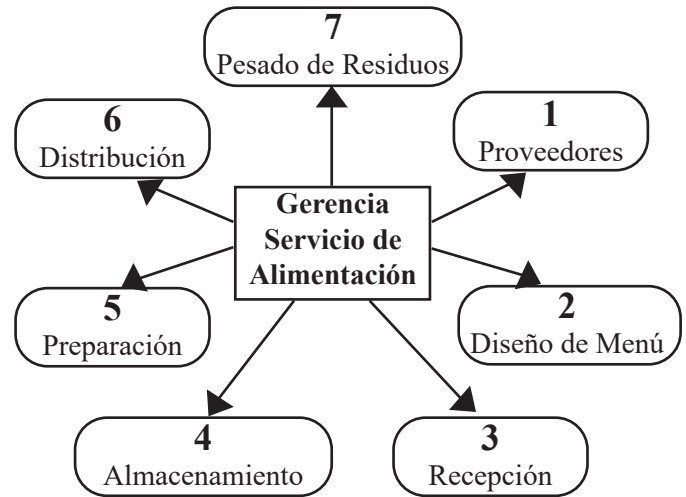 7
Pesado de Residuos
6
Distribución
1
Proveedores
Gerencia
Servicio de
Alimentación
5
Preparación
2
Diseño de Menú
4
Almacenamiento
3
Recepción